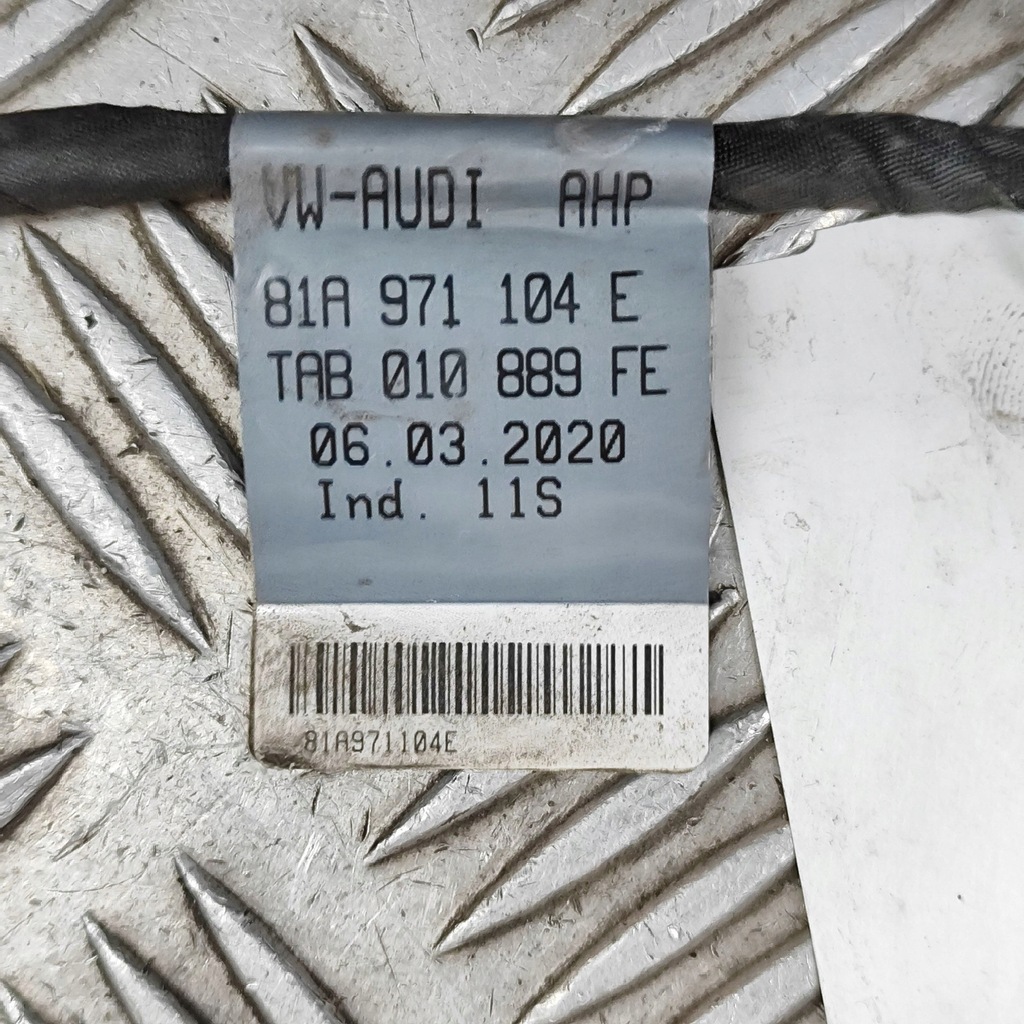 VW-AUDI AHP
81A 971 104 E
TAB 010 889 FE
06.03.2020
Ind. 11S
81A971104E